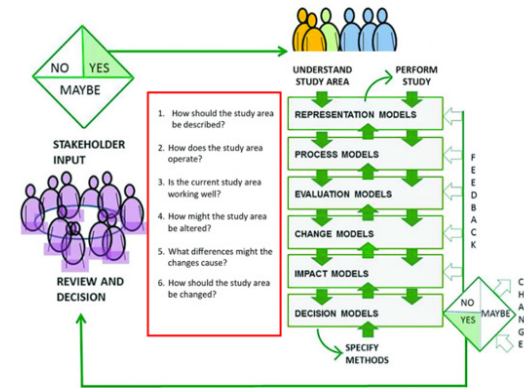 NO YES
MAYBE
STAKEHOLDER
INPUT
REVIEW AND
DECISION
1. How should the study area
be described?
2. How does the study area
operate?
3. Is the current study area
working well?
4. How might the study area
be altered?
5. What differences might the
changes cause?
6. How should the study area
be changed?
UNDERSTAND
STUDY AREA
PERFORM
STUDY
REPRESENTATION MODELS
PROCESS MODELS
EVALUATION MODELS
CHANGE MODELS
IMPACT MODELS
DECISION MODELS
SPECIFY
METHODS
FEEDBACK
NO
MAYBE
YES
CHANGE